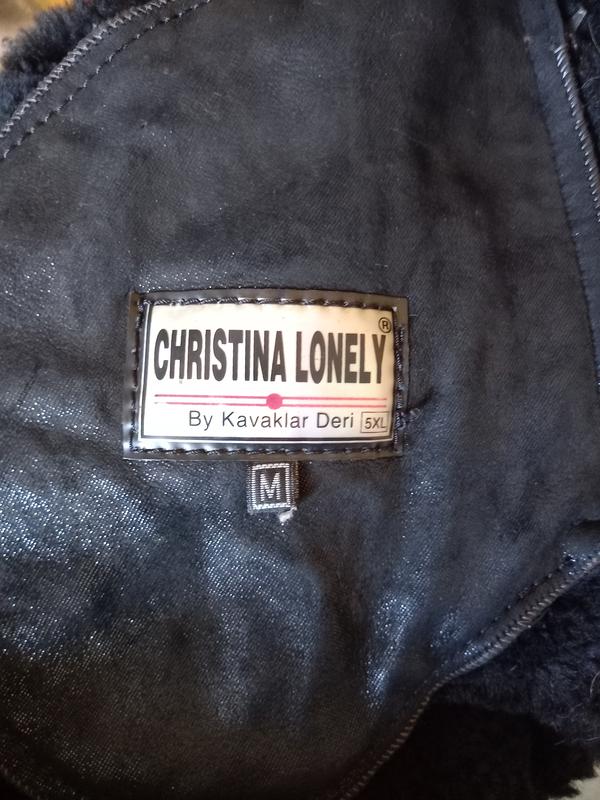 ®
CHRISTINA LONELY
By Kavaklar Deri 5XL
M